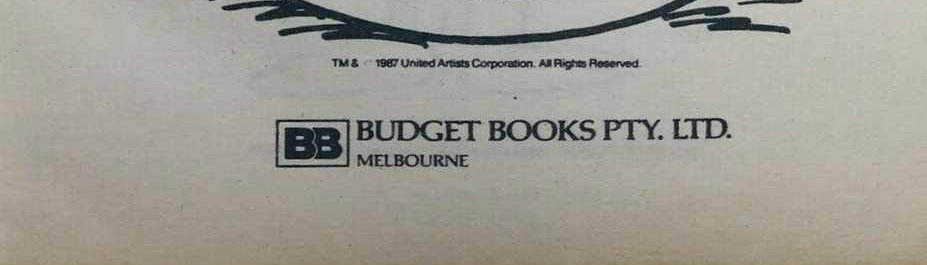 TM & 1987 United Artists Corporation. All Rights Reserved.
BB BUDGET BOOKS PTY. LTD.
MELBOURNE